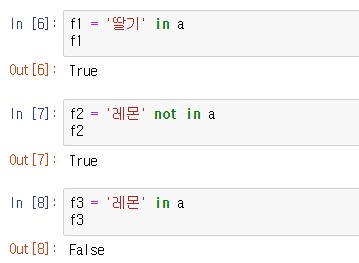 In [6]: f1 = '딸기' in a
f1
Out[6]: True
In [7]: f2 = '레몬' not in a
f2
Out[7]: True
In [8]: f3 = '레몬' in a
f3
Out[8]: False